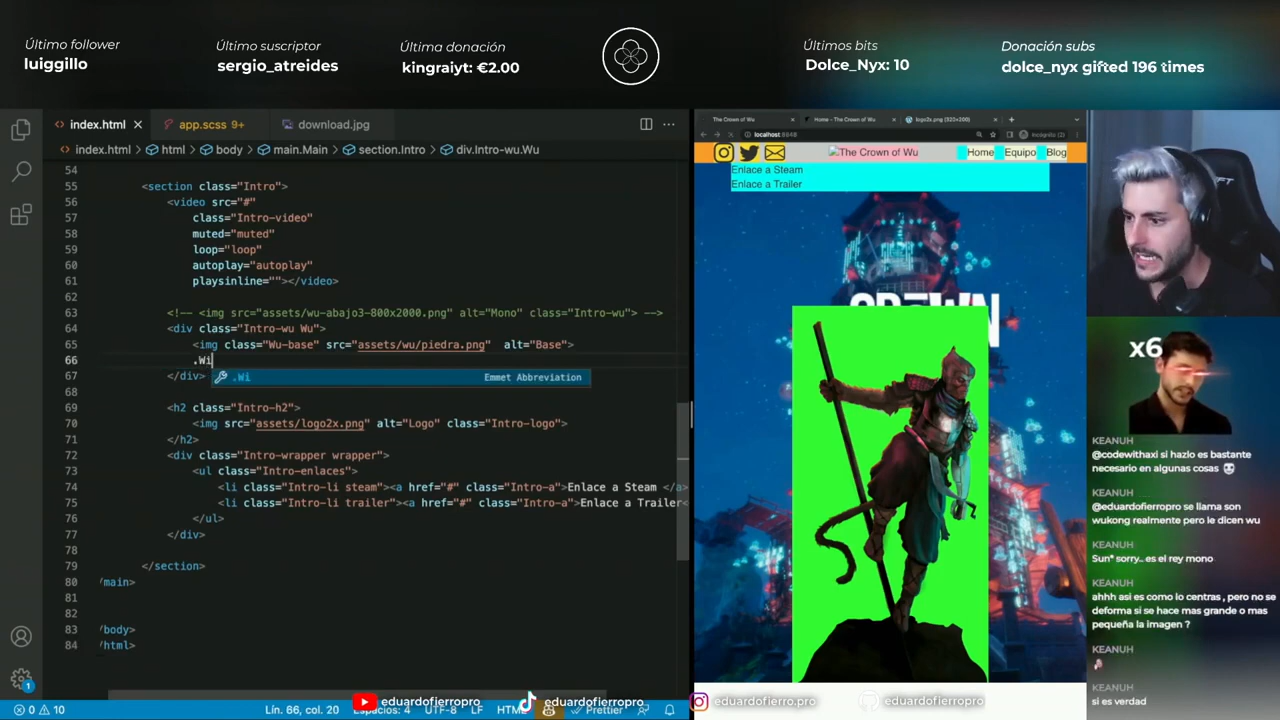 Último follower
luiggillo
Último suscriptor
sergio_atreides
Última donación
kingraiyt: €2.00
Últimos bits
Dolce_Nyx: 10
Donación subs
dolce_nyx gifted 196 times
index.html
app.scss 9+
download.jpg
index.html > html > body > main.Main > section.Intro > div.Intro-wu.Wu
54
55 <section class="Intro">
56 <video src="#"
57 class="Intro-video"
58 muted="muted"
59 loop="loop"
60 autoplay="autoplay"
61 playsinline=""></video>
62
63 <!-- <img src="assets/wu-abajo3-800x2000.png" alt="Mono" class="Intro-wu"> -->
64 <div class="Intro-wu Wu">
65 <img class="Wu-base" src="assets/wu/piedra.png" alt="Base">
66 .Wi
67 </div>
.Wi Emmet Abbreviation
68
69 <h2 class="Intro-h2">
70 <img src="assets/logo2x.png" alt="Logo" class="Intro-logo">
71 </h2>
72 <div class="Intro-wrapper wrapper">
73 <ul class="Intro-enlaces">
74 <li class="Intro-li steam"><a href="#" class="Intro-a">Enlace a Steam </a>
75 <li class="Intro-li trailer"><a href="#" class="Intro-a">Enlace a Trailer<
76 </ul>
77 </div>
78
79 </section>
80 /main>
81
82
83 /body>
84 /html>
0 10
Lín. 66, col. 20
Espacios: 4
UTF-8
LF
HTML
Prettier
The Crown of Wu
Home - The Crown of Wu
logo2x.png (520×300)
localhost:
Incógnito (2)
The Crown of Wu
Home
Equipo
Blog
Enlace a Steam
Enlace a Trailer
CROWN
x6
KEANUH
@codewithaxi si hazlo es bastante
necesario en algunas cosas
KEANUH
@eduardofierropro se llama son
wukong realmente pero le dicen wu
KEANUH
Sun* sorry.. es el rey mono
KEANUH
ahhh asi es como lo centras , pero no se
deforma si se hace mas grande o mas
pequeña la imagen ?
KEANUH
KEANUH
si es verdad
eduardofierropro
eduardofierropro
eduardofierro.pro
eduardofierropro